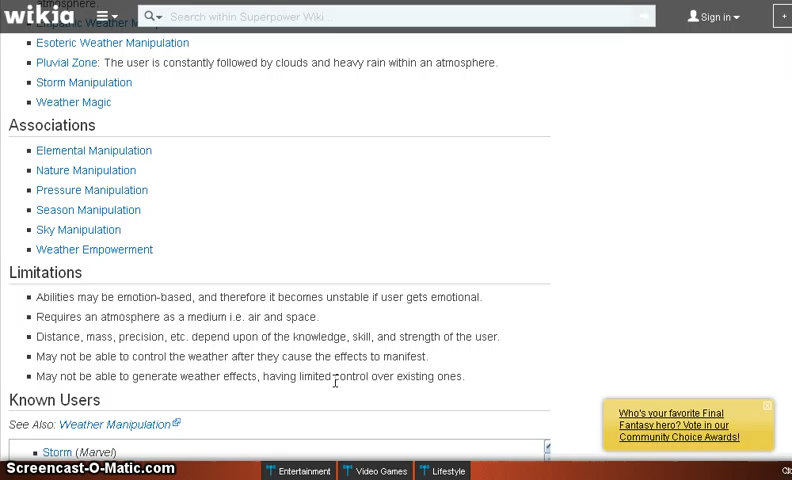 atmosphere.
wikia
Search within Superpower Wiki...
Sign in
Empathic Weather
Esoteric Weather Manipulation
Pluvial Zone: The user is constantly followed by clouds and heavy rain within an atmosphere.
Storm Manipulation
Weather Magic
Associations
Elemental Manipulation
Nature Manipulation
Pressure Manipulation
Season Manipulation
Sky Manipulation
Weather Empowerment
Limitations
Abilities may be emotion-based, and therefore it becomes unstable if user gets emotional.
Requires an atmosphere as a medium i.e. air and space.
Distance, mass, precision, etc. depend upon of the knowledge, skill, and strength of the user.
May not be able to control the weather after they cause the effects to manifest.
May not be able to generate weather effects, having limited control over existing ones.
Known Users
See Also: Weather Manipulation
Storm (Marvel)
Who's your favorite Final
Fantasy hero? Vote in our
Community Choice Awards!
Screencast-O-Matic.com
Entertainment
Video Games
Lifestyle